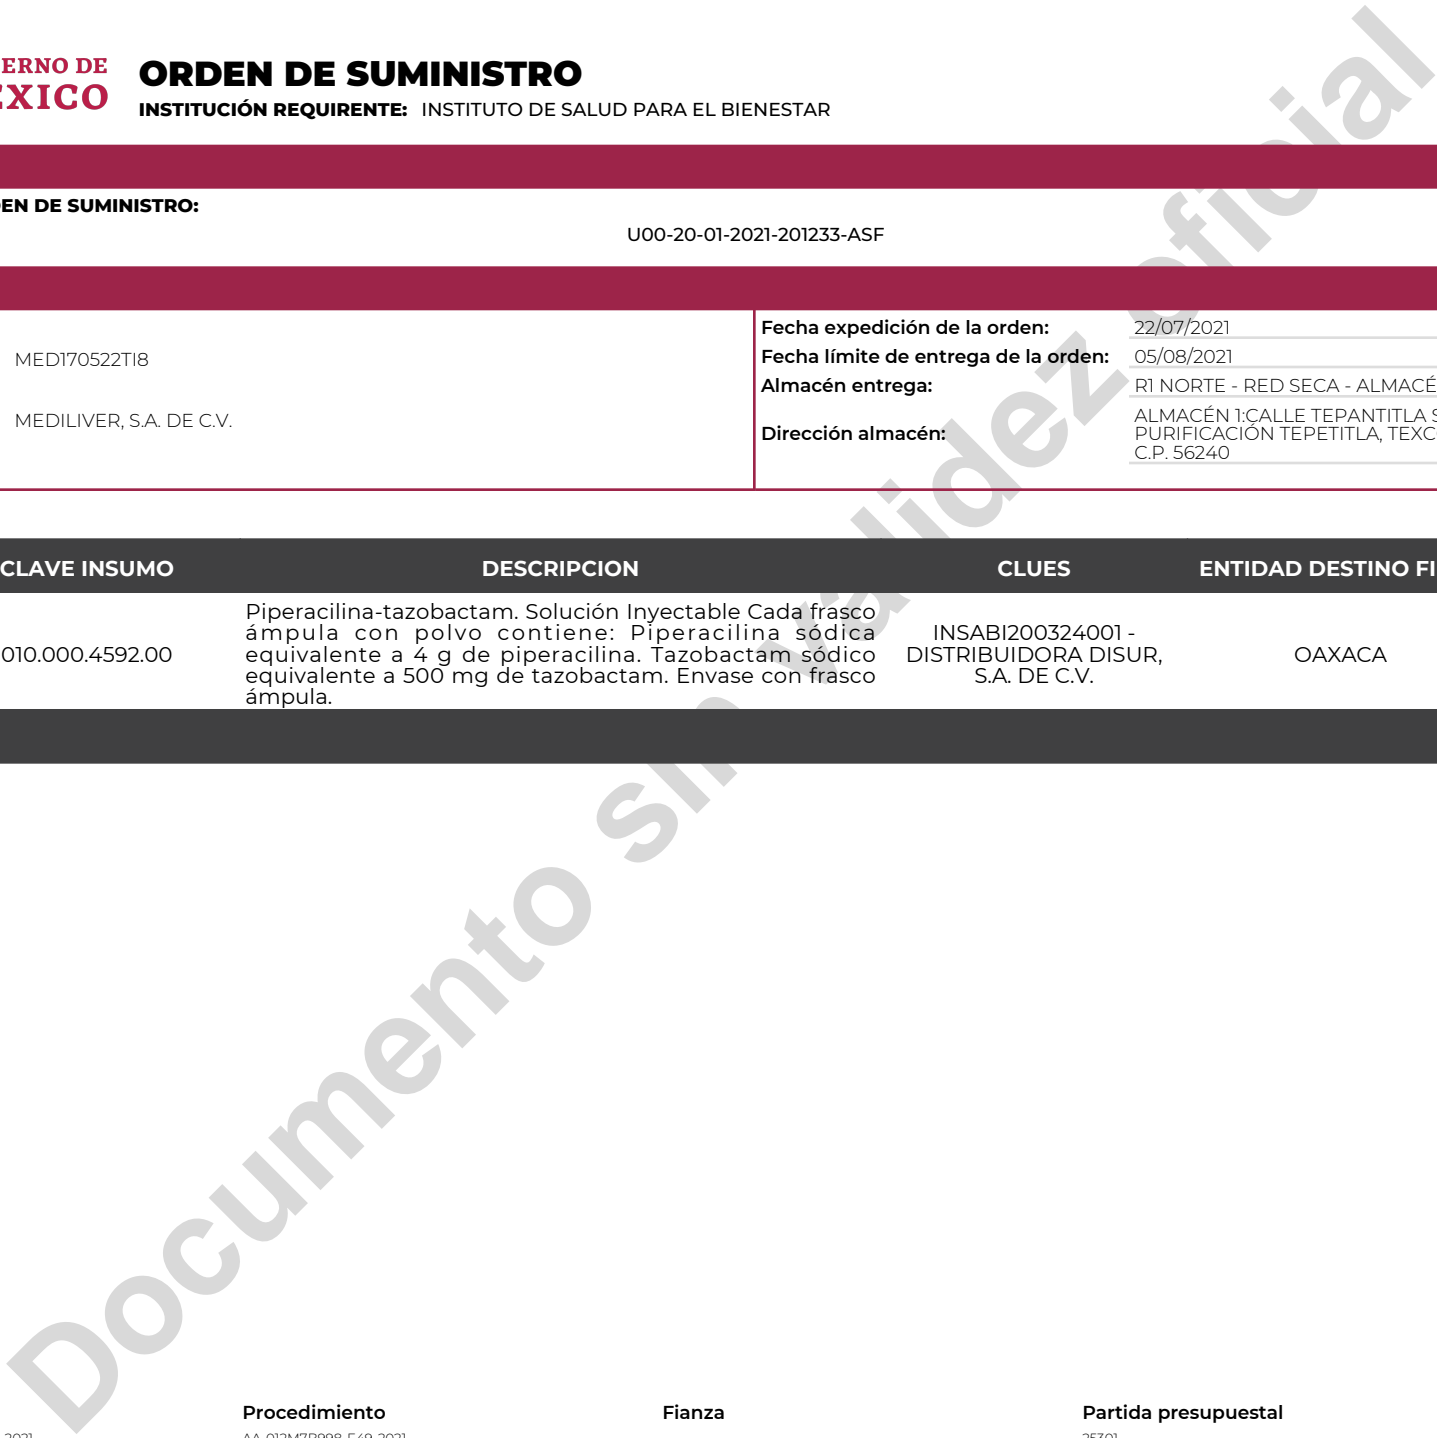 ERNO DE
EXICO
ORDEN DE SUMINISTRO
INSTITUCIÓN REQUIRENTE: INSTITUTO DE SALUD PARA EL BIENESTAR
EN DE SUMINISTRO:
U00-20-01-2021-201233-ASF
MED170522TI8
MEDILIVER, S.A. DE C.V.
Fecha expedición de la orden: 22/07/2021
Fecha límite de entrega de la orden: 05/08/2021
Almacén entrega: R1 NORTE - RED SECA - ALMACÉ
Dirección almacén:
ALMACÉN 1:CALLE TEPANTITLA S
PURIFICACIÓN TEPETITLA, TEXC
C.P. 56240
CLAVE INSUMO DESCRIPCION CLUES ENTIDAD DESTINO FI
010.000.4592.00
Piperacilina-tazobactam. Solución Inyectable Cada frasco
ámpula con polvo contiene: Piperacilina sódica
equivalente a 4 g de piperacilina. Tazobactam sódico
equivalente a 500 mg de tazobactam. Envase con frasco
ámpula.
INSABI200324001 -
DISTRIBUIDORA DISUR,
S.A. DE C.V.
OAXACA
Documento sin validez oficial
Procedimiento Fianza Partida presupuestal